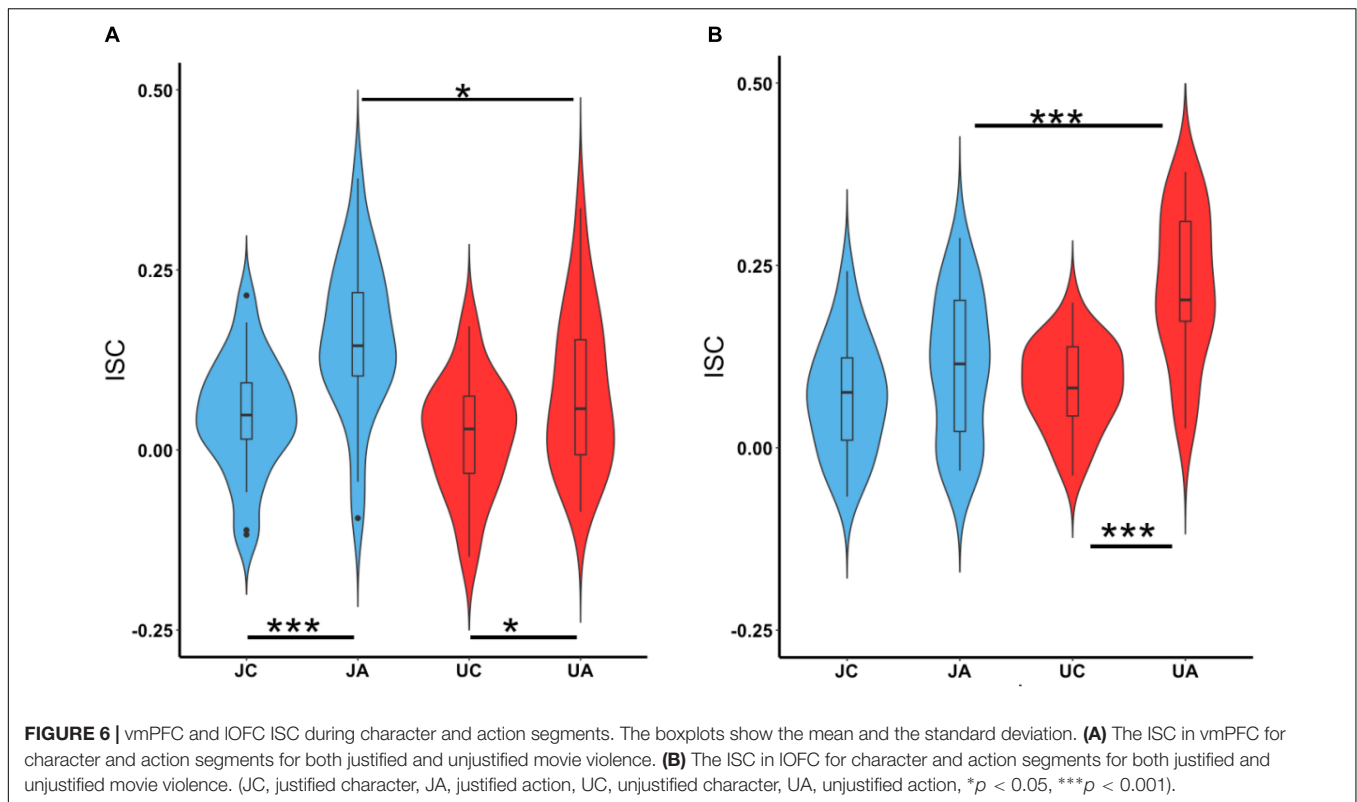 A
B
0.50
0.25
0.00
-0.25
ISC
*
***
*
JC JA UC UA
0.50
0.25
0.00
-0.25
ISC
***
***
JC JA UC UA
FIGURE 6 | vmPFC and lOFC ISC during character and action segments. The boxplots show the mean and the standard deviation. (A) The ISC in vmPFC for
character and action segments for both justified and unjustified movie violence. (B) The ISC in lOFC for character and action segments for both justified and
unjustified movie violence. (JC, justified character, JA, justified action, UC, unjustified character, UA, unjustified action, *p < 0.05, ***p < 0.001).